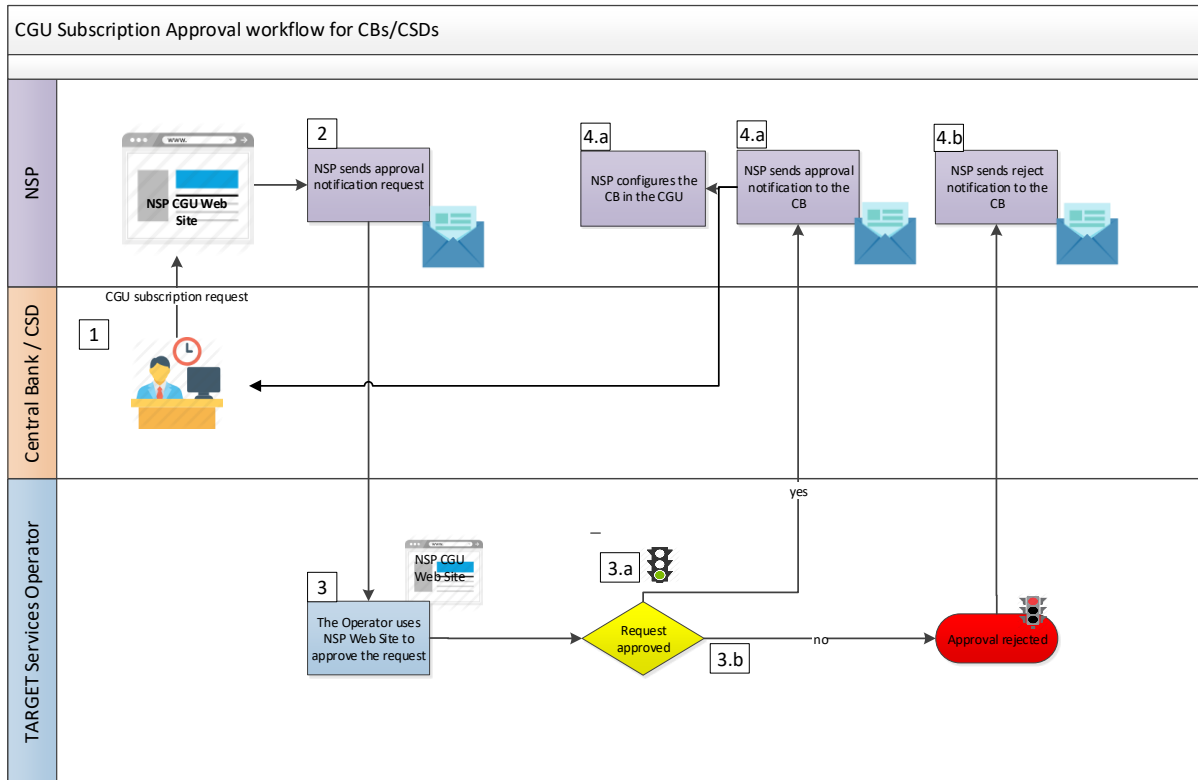 CGU Subscription Approval workflow for CBs/CSDs
NSP
www.
NSP CGU Web
Site
2
NSP sends approval
notification request
4.a
NSP configures the
CB in the CGU
4.a
NSP sends approval
notification to the
CB
4.b
NSP sends reject
notification to the
CB
Central Bank / CSD
CGU subscription request
1
TARGET Services Operator
yes
www.
NSP CGU
Web Site
3
The Operator uses
NSP Web Site to
approve the request
3.a
Request
approved
3.b
no
Approval rejected